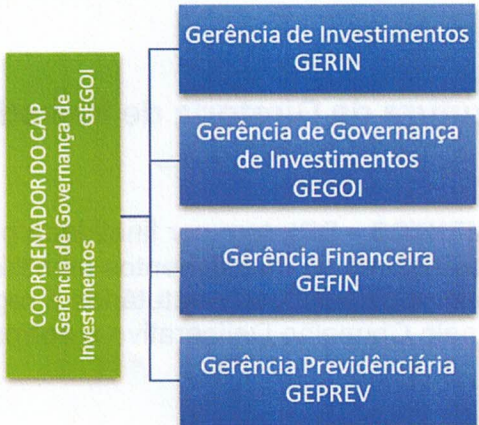 COORDENADOR DO CAP
Gerência de Governança de
Investimentos GEGOI
Gerência de Investimentos
GERIN
Gerência de Governança
de Investimentos
GEGOI
Gerência Financeira
GEFIN
Gerência Previdênciária
GEPREV